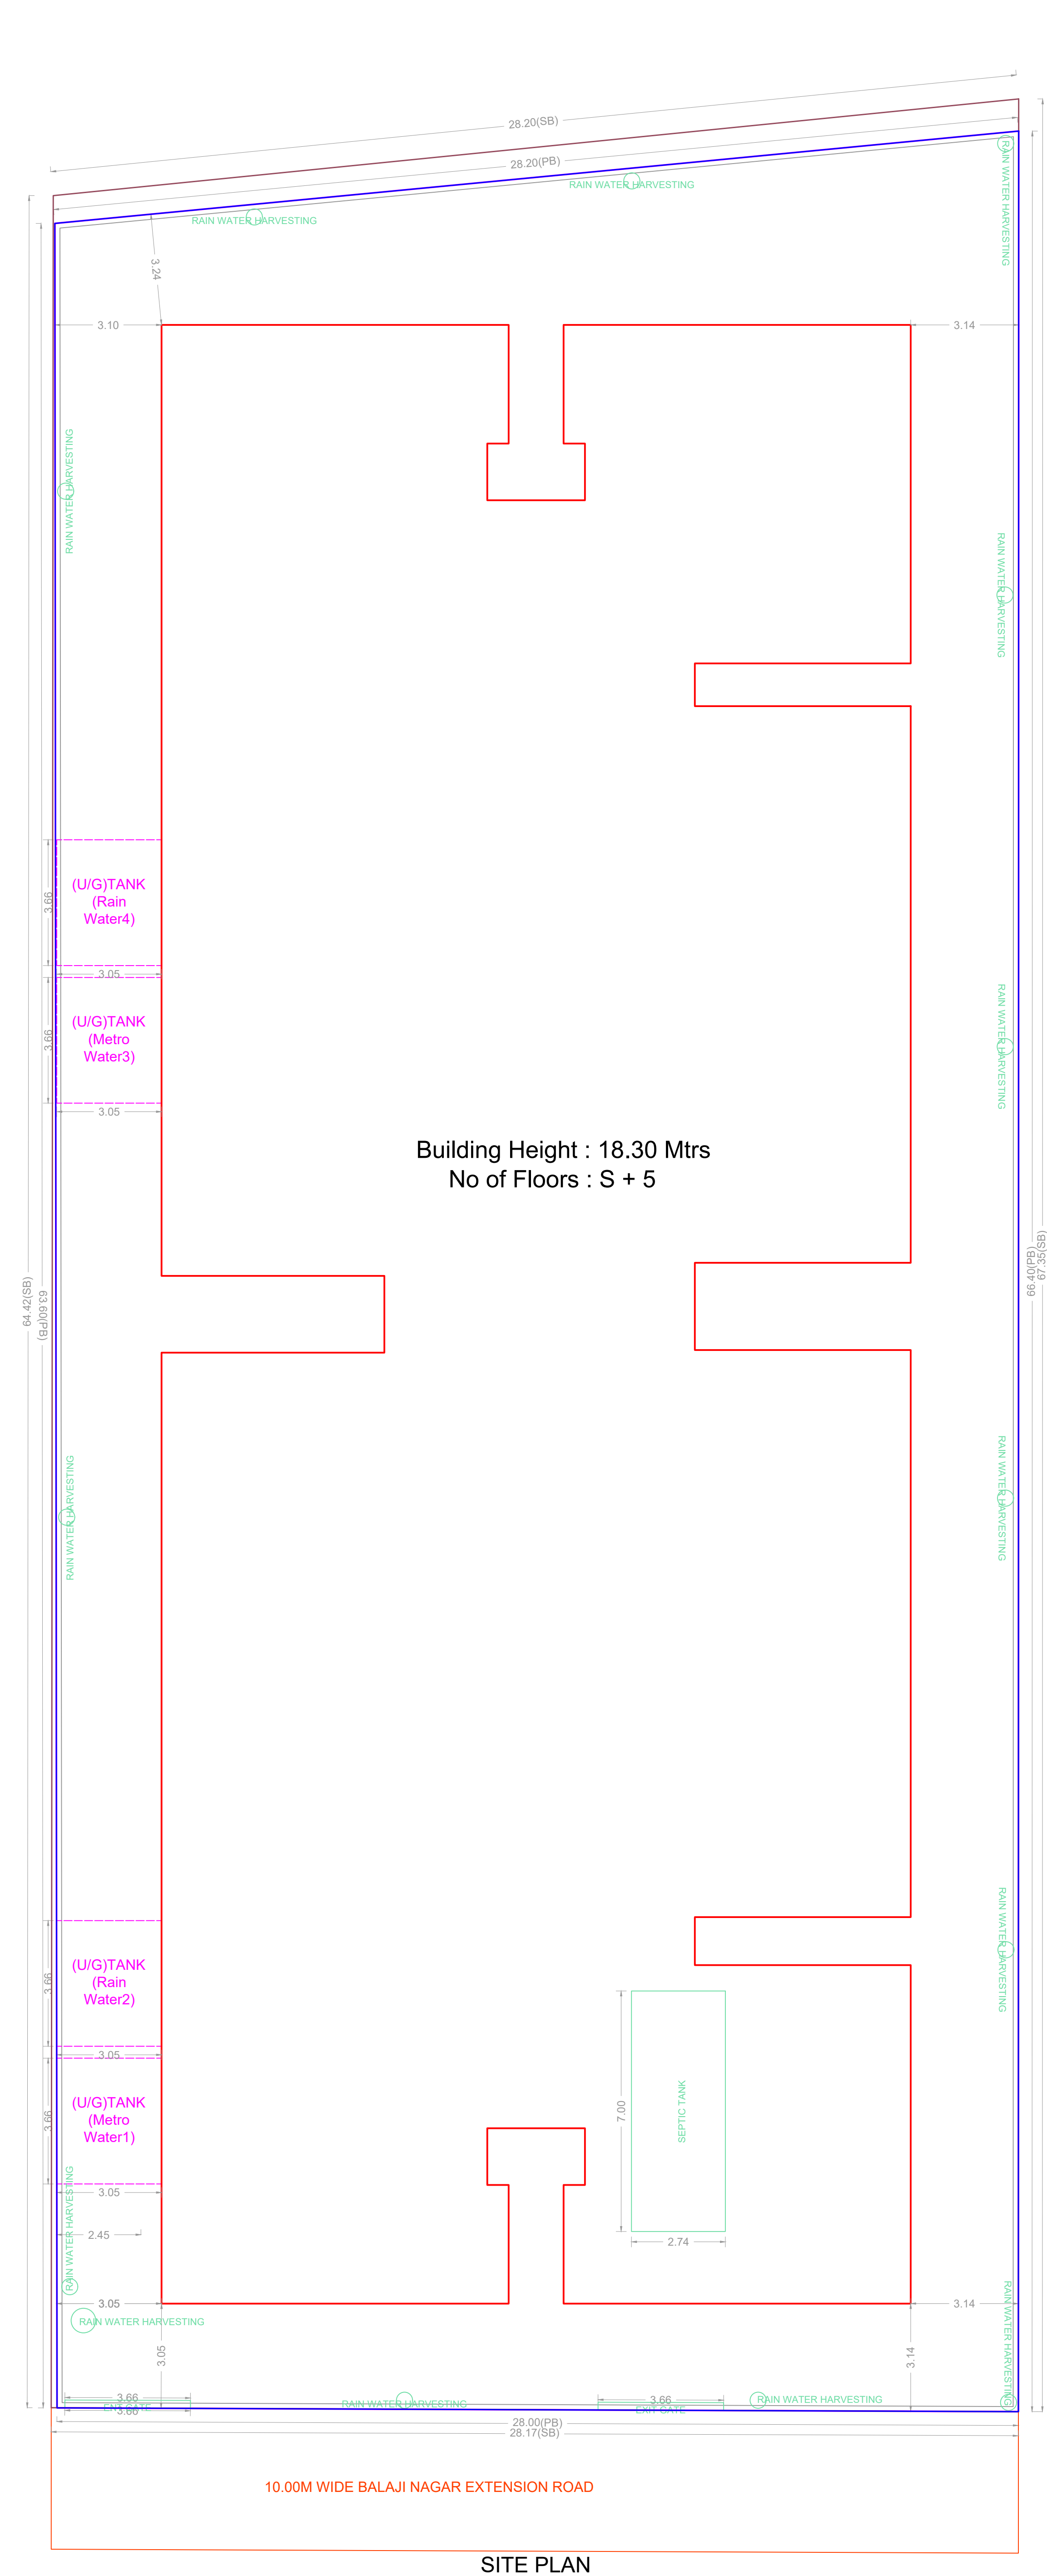 28.20(SB)
28.20(PB)
RAIN WATER HARVESTING
RAIN WATER HARVESTING
RAIN WATER HARVESTING
3.24
3.10
3.14
RAIN WATER HARVESTING
RAIN WATER HARVESTING
(U/G)TANK
(Rain
Water4)
3.66
3.05
(U/G)TANK
(Metro
Water3)
3.66
3.05
RAIN WATER HARVESTING
Building Height : 18.30 Mtrs
No of Floors : S + 5
64.42(SB)
63.60(PB)
66.40(PB)
67.35(SB)
RAIN WATER HARVESTING
RAIN WATER HARVESTING
RAIN WATER HARVESTING
(U/G)TANK
(Rain
Water2)
3.66
3.05
(U/G)TANK
(Metro
Water1)
3.66
3.05
7.00
SEPTIC TANK
2.74
RAIN WATER HARVESTING
2.45
3.05
3.14
RAIN WATER HARVESTING
RAIN WATER HARVESTING
3.05
3.14
3.66
3.66
RAIN WATER HARVESTING
3.66
EXIT GATE
RAIN WATER HARVESTING
28.00(PB)
28.17(SB)
10.00M WIDE BALAJI NAGAR EXTENSION ROAD
SITE PLAN